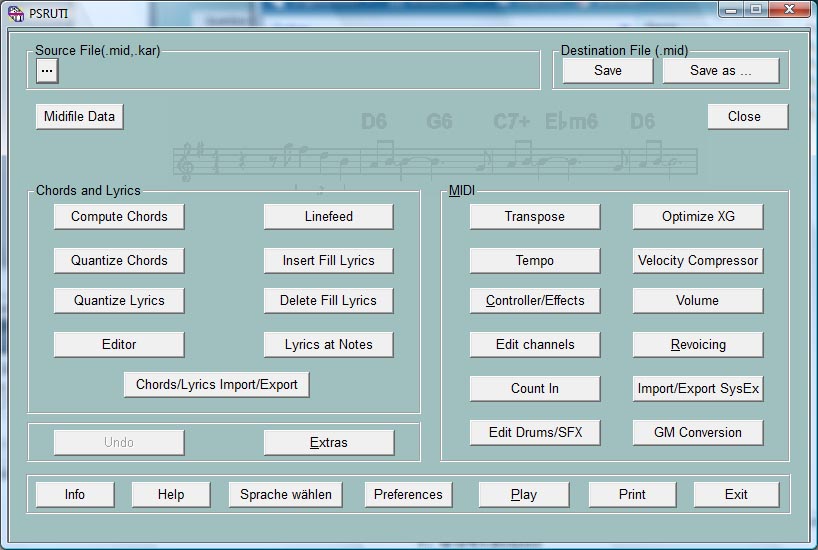 PSRUTI
Source File(.mid,.kar)
...
Destination File (.mid)
Save
Save as ...
Midifile Data
Close
D6 G6 C7+ E♭m6 D6
Chords and Lyrics
Compute Chords
Linefeed
Quantize Chords
Insert Fill Lyrics
Quantize Lyrics
Delete Fill Lyrics
Editor
Lyrics at Notes
Chords/Lyrics Import/Export
Undo
Extras
MIDI
Transpose
Optimize XG
Tempo
Velocity Compressor
Controller/Effects
Volume
Edit channels
Revoicing
Count In
Import/Export SysEx
Edit Drums/SFX
GM Conversion
Info
Help
Sprache wählen
Preferences
Play
Print
Exit